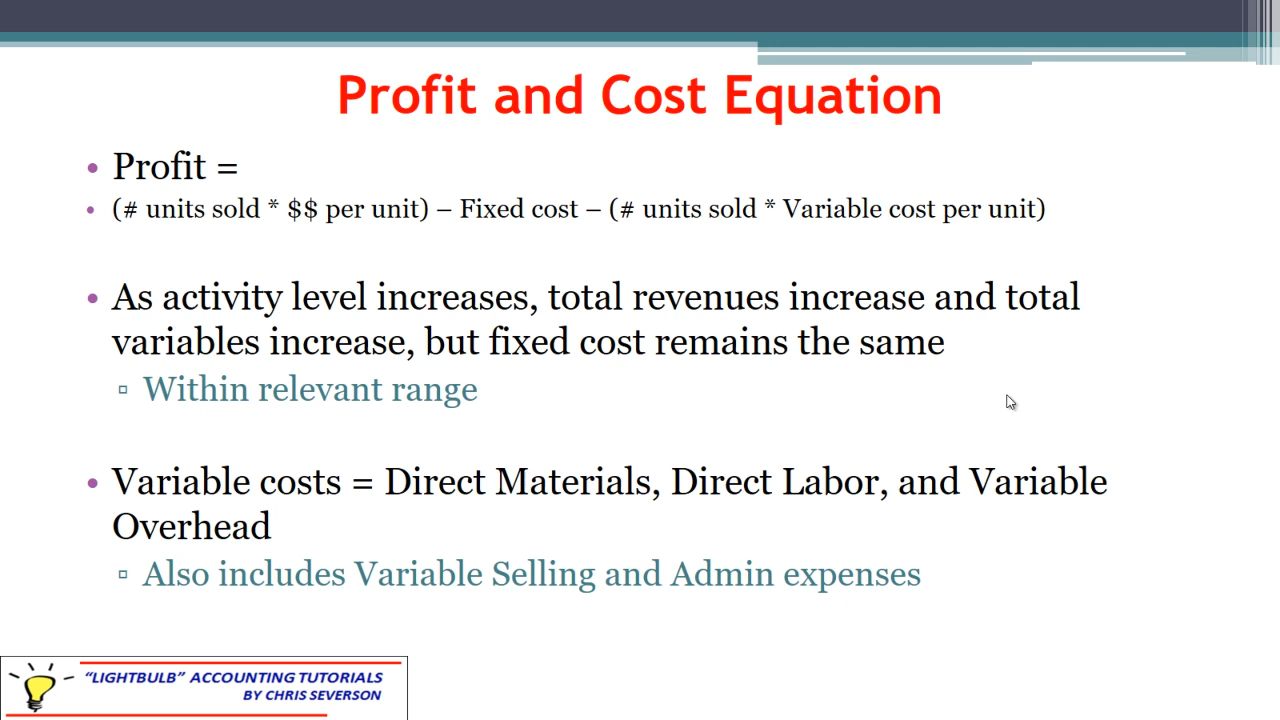 Profit and Cost Equation
• Profit =
• (# units sold * $$ per unit) – Fixed cost – (# units sold * Variable cost per unit)
• As activity level increases, total revenues increase and total
variables increase, but fixed cost remains the same
▫ Within relevant range
• Variable costs = Direct Materials, Direct Labor, and Variable
Overhead
▫ Also includes Variable Selling and Admin expenses
“LIGHTBULB” ACCOUNTING TUTORIALS
BY CHRIS SEVERSON